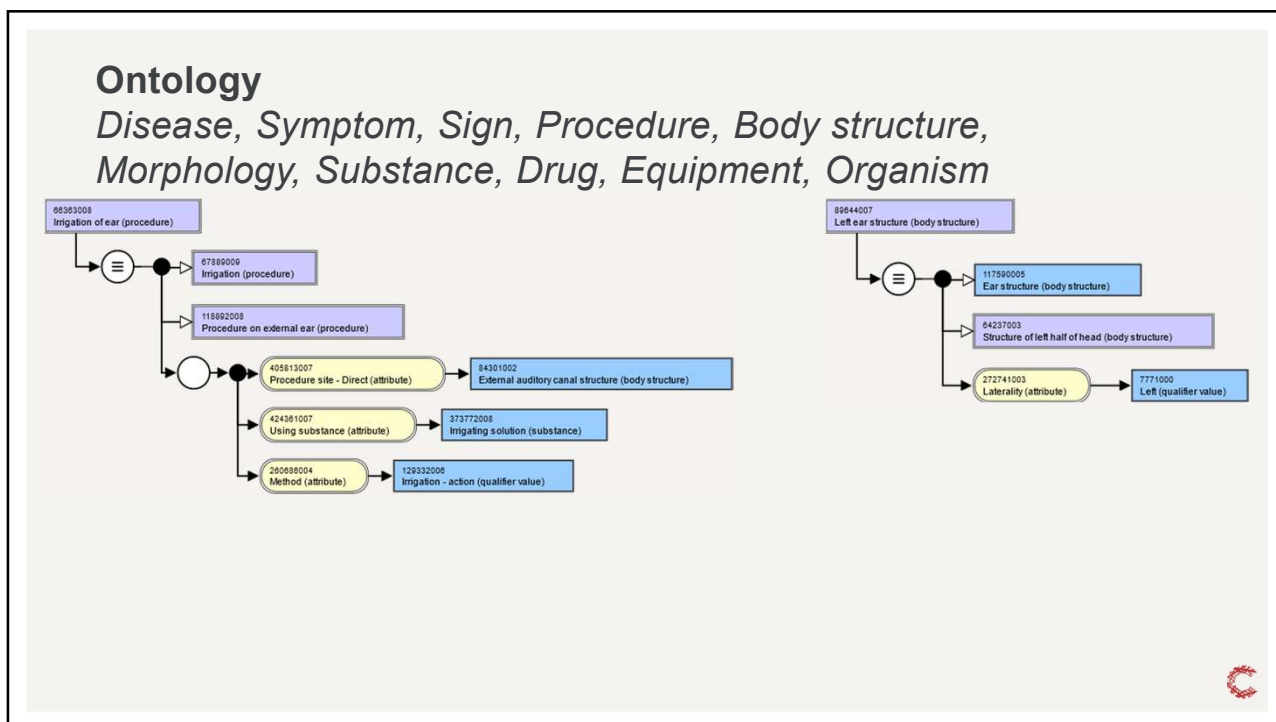 Ontology
Disease, Symptom, Sign, Procedure, Body structure,
Morphology, Substance, Drug, Equipment, Organism
66363008
Irrigation of ear (procedure)
67889009
Irrigation (procedure)
118892008
Procedure on external ear (procedure)
405813007
Procedure site - Direct (attribute)
84301002
External auditory canal structure (body structure)
424361007
Using substance (attribute)
373772008
Irrigating solution (substance)
260686004
Method (attribute)
129332006
Irrigation - action (qualifier value)
89644007
Left ear structure (body structure)
117590005
Ear structure (body structure)
64237003
Structure of left half of head (body structure)
272741003
Laterality (attribute)
7771000
Left (qualifier value)